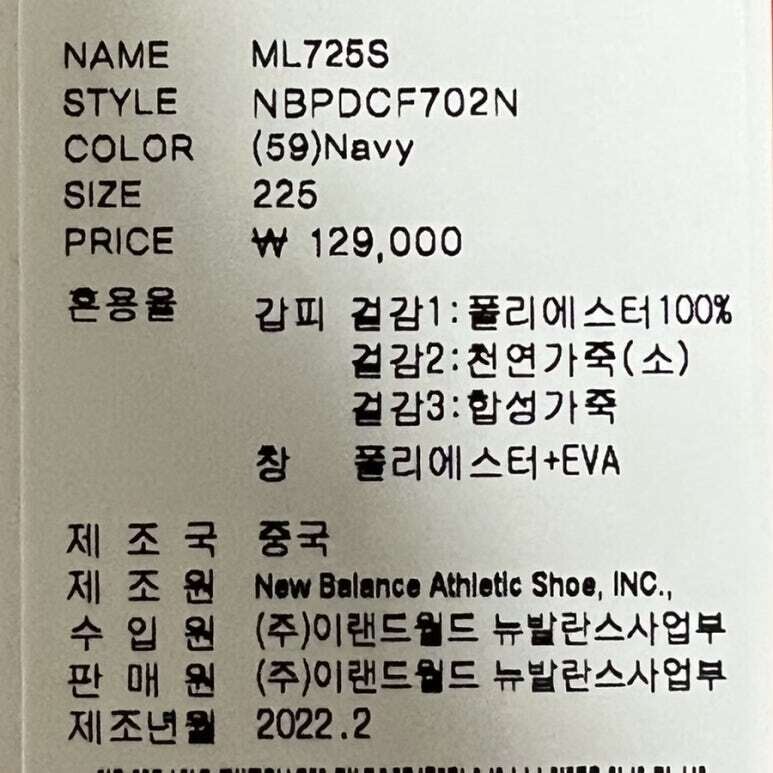 NAME ML725S
STYLE NBPDCF702N
COLOR (59)Navy
SIZE 225
PRICE ₩ 129,000
혼용율 갑피 겉감1:폴리에스터100%
겉감2:천연가죽(소)
겉감3:합성가죽
창 폴리에스터+EVA
제 조 국 중국
제 조 원 New Balance Athletic Shoe, INC.,
수 입 원 (주)이랜드월드 뉴발란스사업부
판 매 원 (주)이랜드월드 뉴발란스사업부
제조년월 2022.2